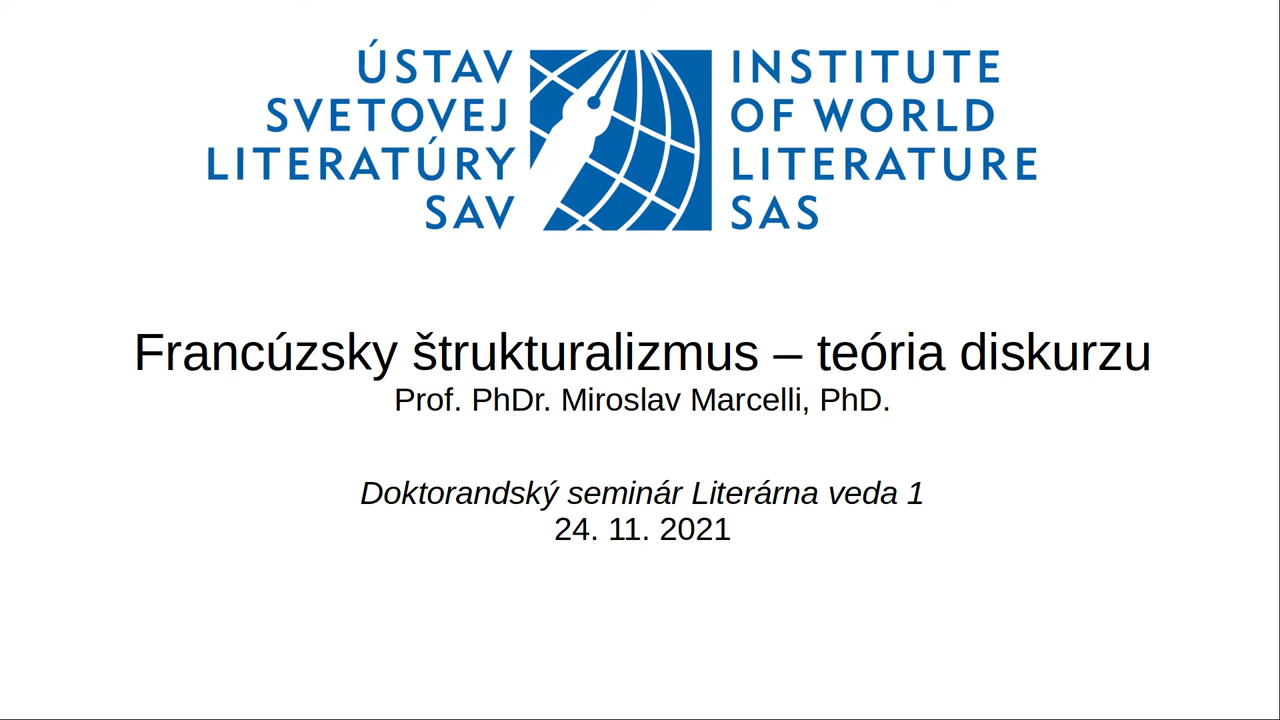 ÚSTAV
SVETOVEJ
LITERATÚRY
SAV
INSTITUTE
OF WORLD
LITERATURE
SAS
Francúzsky štrukturalizmus – teória diskurzu
Prof. PhDr. Miroslav Marcelli, PhD.
Doktorandský seminár Literárna veda 1
24. 11. 2021